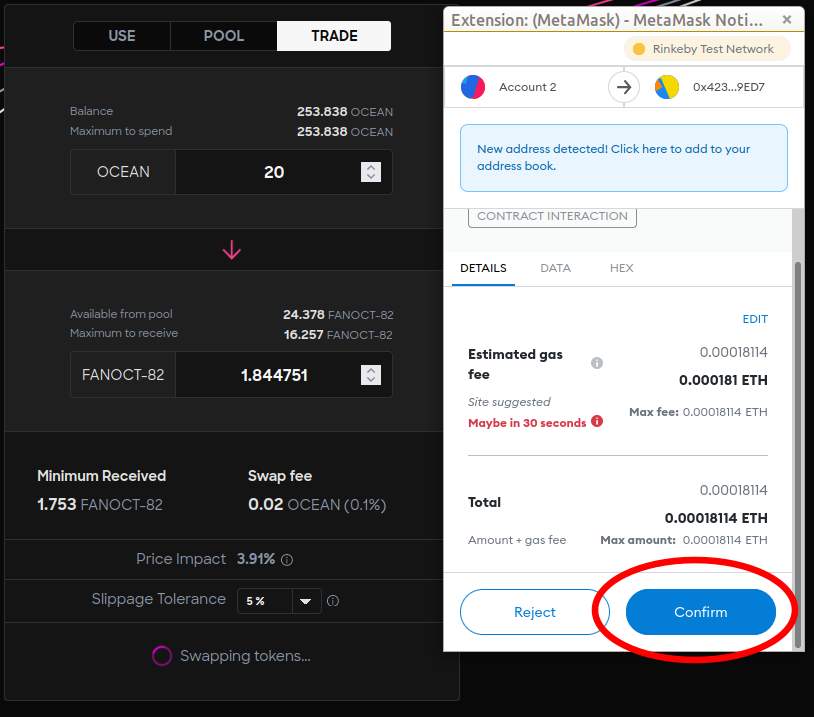 USE POOL TRADE
Balance 253.838 OCEAN
Maximum to spend 253.838 OCEAN
OCEAN 20
Available from pool 24.378 FANOCT-82
Maximum to receive 16.257 FANOCT-82
FANOCT-82 1.844751
Minimum Received Swap fee
1.753 FANOCT-82 0.02 OCEAN (0.1%)
Price Impact 3.91%
Slippage Tolerance 5 %
Swapping tokens...
Extension: (MetaMask) - MetaMask Noti... ×
Rinkeby Test Network
Account 2 0x423...9ED7
New address detected! Click here to add to your
address book.
CONTRACT INTERACTION
DETAILS DATA HEX
EDIT
Estimated gas
fee
0.00018114
0.000181 ETH
Site suggested
Max fee: 0.00018114 ETH
Maybe in 30 seconds
0.00018114
Total
0.00018114 ETH
Amount + gas fee Max amount: 0.00018114 ETH
Reject Confirm